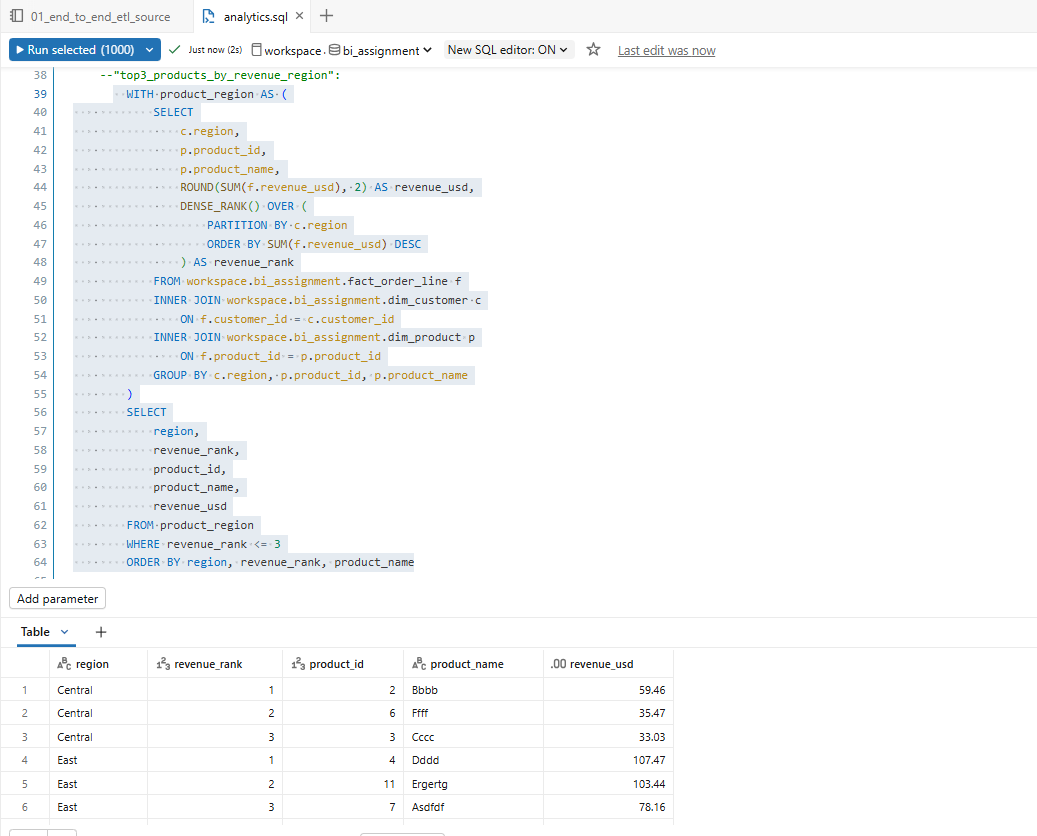 01_end_to_end_etl_source
analytics.sql
Run selected (1000)
Just now (2s)
workspace.
bi_assignment
New SQL editor: ON
Last edit was now
38 --"top3_products_by_revenue_region":
39 WITH product_region AS (
40 SELECT
41 c.region,
42 p.product_id,
43 p.product_name,
44 ROUND(SUM(f.revenue_usd), 2) AS revenue_usd,
45 DENSE_RANK() OVER (
46 PARTITION BY c.region
47 ORDER BY SUM(f.revenue_usd) DESC
48 ) AS revenue_rank
49 FROM workspace.bi_assignment.fact_order_line f
50 INNER JOIN workspace.bi_assignment.dim_customer c
51 ON f.customer_id = c.customer_id
52 INNER JOIN workspace.bi_assignment.dim_product p
53 ON f.product_id = p.product_id
54 GROUP BY c.region, p.product_id, p.product_name
55 )
56 SELECT
57 region,
58 revenue_rank,
59 product_id,
60 product_name,
61 revenue_usd
62 FROM product_region
63 WHERE revenue_rank <= 3
64 ORDER BY region, revenue_rank, product_name
Add parameter
Table
region revenue_rank product_id product_name .00 revenue_usd
1 Central 1 2 Bbbb 59.46
2 Central 2 6 Ffff 35.47
3 Central 3 3 Cccc 33.03
4 East 1 4 Dddd 107.47
5 East 2 11 Ergertg 103.44
6 East 3 7 Asdfdf 78.16